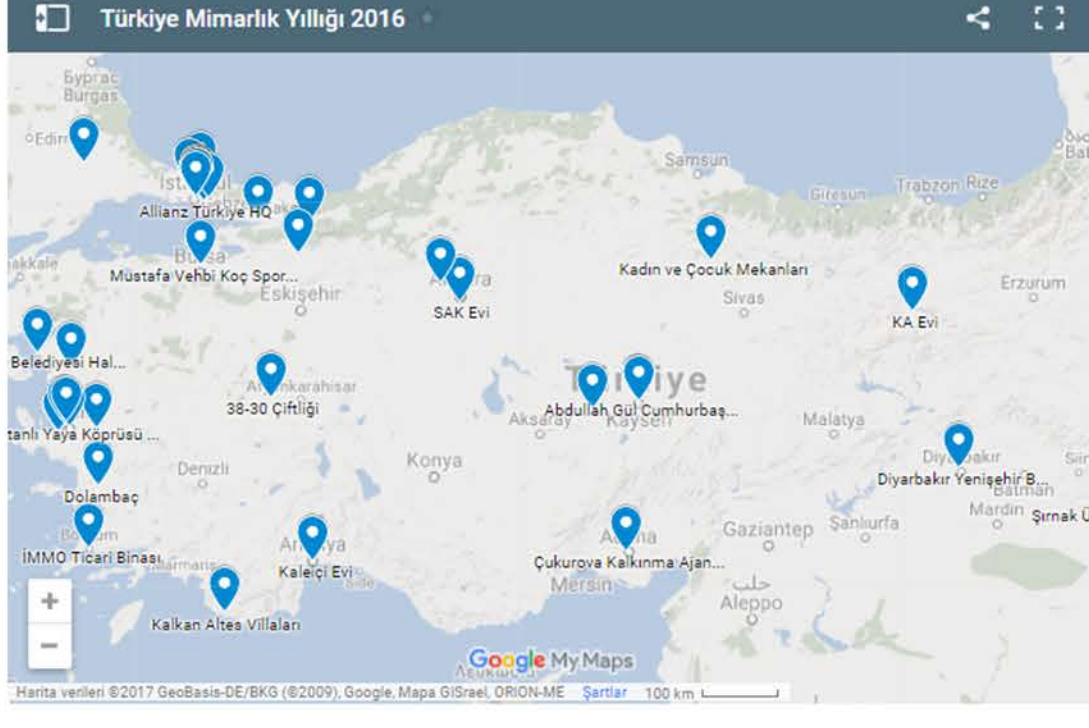 Türkiye Mimarlık Yıllığı 2016
Бургас
Burgas
Samsun
Giresun
Trabzon
Rize
Allianz Türkiye HQ
Bursa
Mustafa Vehbi Koç Spor...
Kadın ve Çocuk Mekanları
Eskişehir
Sivas
Erzurum
SAK Evi
KA Evi
Belediyesi Hal...
38-30 Çiftliği
Türkiye
Abdullah Gül Cumhurbaş...
Aksaray
Kayseri
Malatya
tanlı Yaya Köprüsü ...
Denizli
Konya
Diyarbakır Yenişehir B...
Batman
Dolambaç
Mardin
Şırnak Ü
Gaziantep
Şanlıurfa
İMMO Ticari Binası
Marmaris
Kaleiçi Evi
Side
Çukurova Kalkınma Ajan...
Mersin
حلب
Aleppo
Kalkan Altes Villaları
+
−
Google My Maps
Harita verileri ©2017 GeoBasis-DE/BKG (©2009), Google, Mapa GISrael, ORION-ME Şartlar 100 km